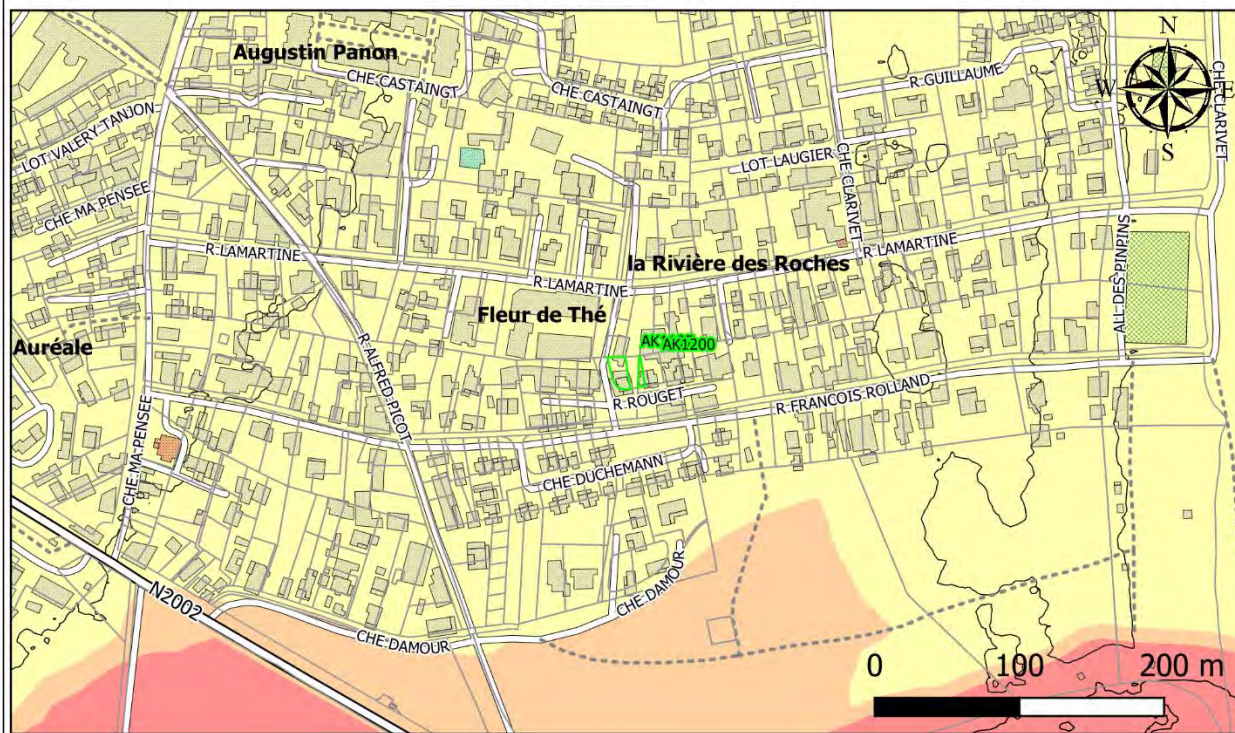 N
W
E
S
Augustin Panon
CHE-CASTAINGT
CHE-CASTAINGT
R-GUILLAUME
CHE-CLARIVET
LOT-VALERY-TANJON
CHE-MA-PENSEE
LOT-LAUGIER
CHE-CLARIVET
R-LAMARTINE
R-LAMARTINE
R-LAMARTINE
la Rivière des Roches
ALL-DES-PINPINS
Fleur de Thé
Auréale
R-ALFRED-PICOT
AK1200
R-ROUGET
R-FRANCOIS-ROLLAND
CHE-MA-PENSEE
CHE-DUCHEMANN
N2002
CHE-DAMOUR
CHE-DAMOUR
0 100 200 m